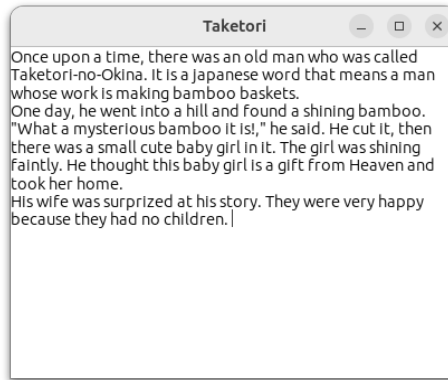 Taketori
Once upon a time, there was an old man who was called
Taketori-no-Okina. It is a japanese word that means a man
whose work is making bamboo baskets.
One day, he went into a hill and found a shining bamboo.
"What a mysterious bamboo it is!," he said. He cut it, then
there was a small cute baby girl in it. The girl was shining
faintly. He thought this baby girl is a gift from Heaven and
took her home.
His wife was surprized at his story. They were very happy
because they had no children.